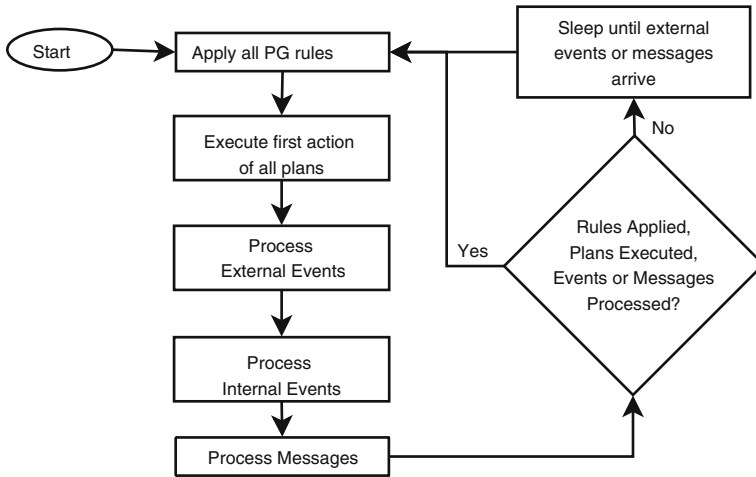 Start
Apply all PG rules
Execute first action
of all plans
Process
External Events
Process
Internal Events
Process Messages
Rules Applied,
Plans Executed,
Events or Messages
Processed?
Yes
No
Sleep until external
events or messages
arrive